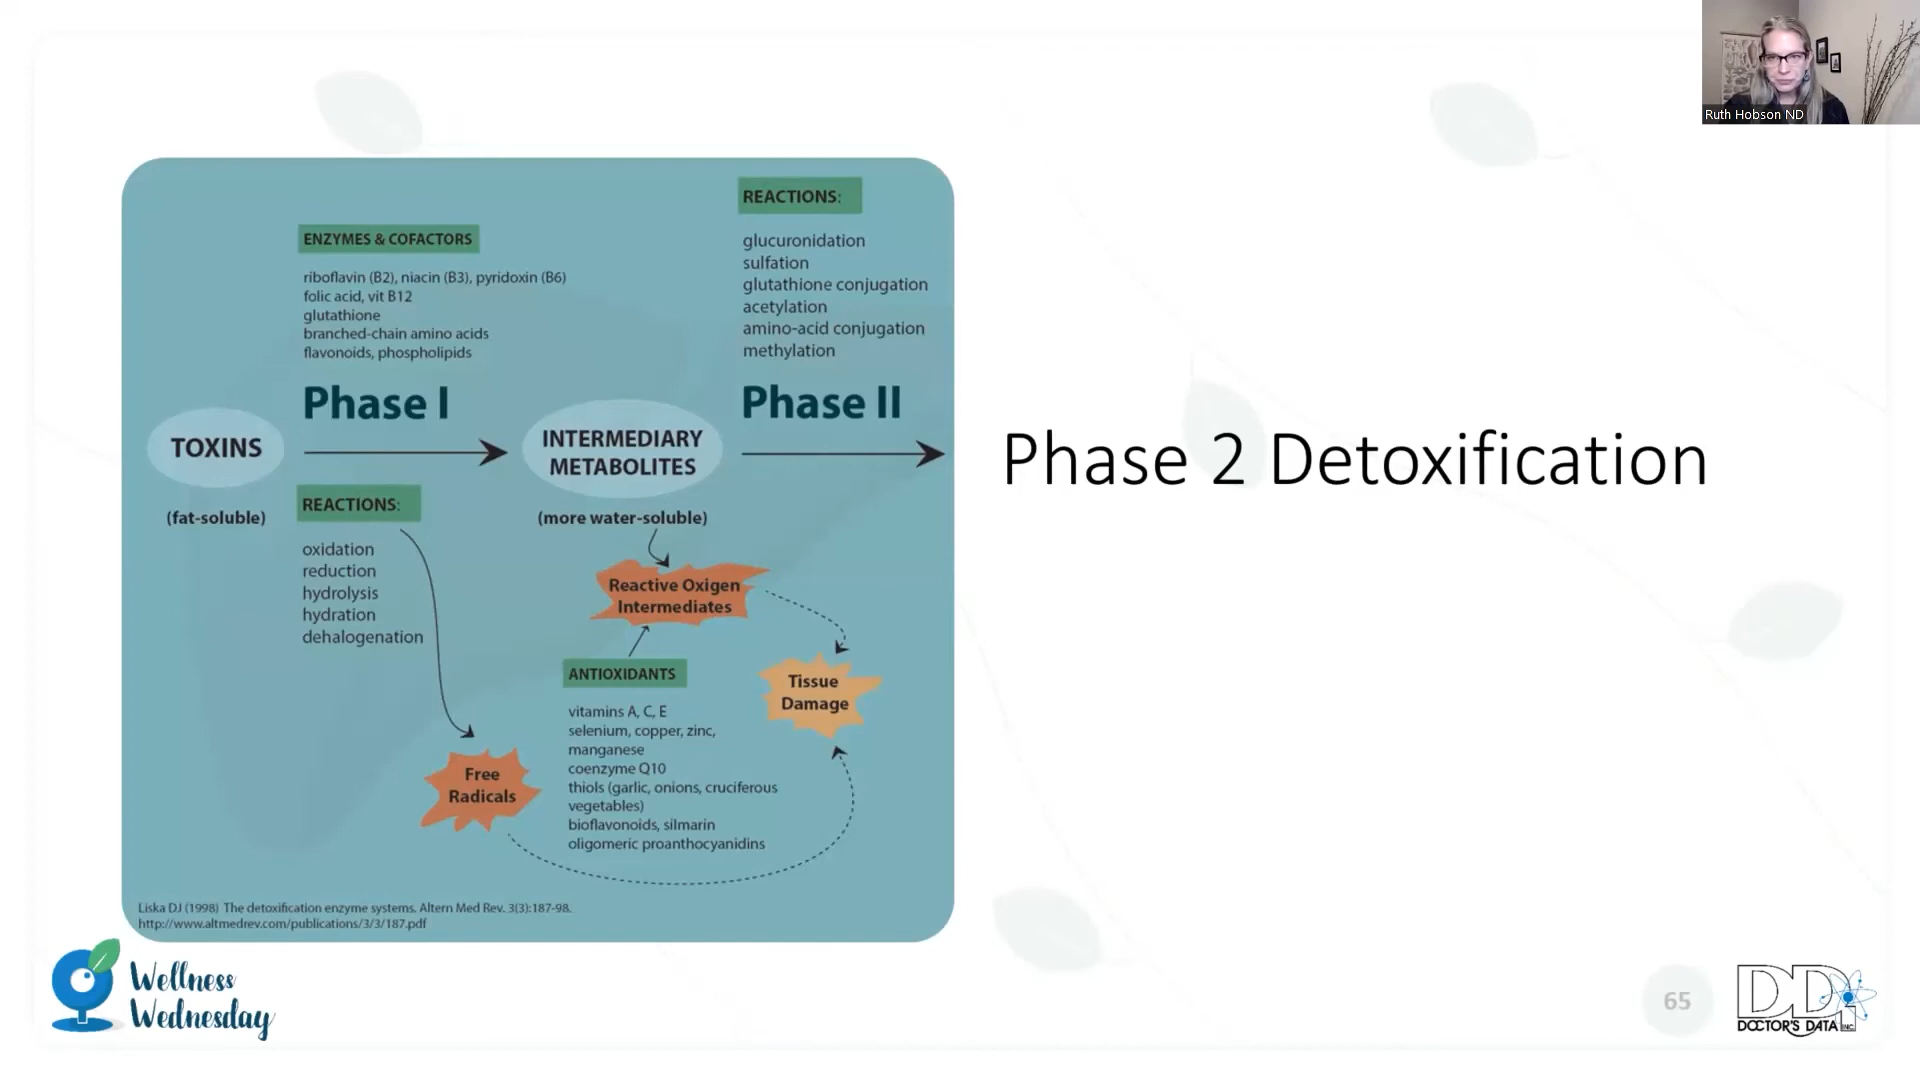 Ruth Hobson ND
REACTIONS:
glucuronidation
sulfation
glutathione conjugation
acetylation
amino-acid conjugation
methylation
ENZYMES & COFACTORS
riboflavin (B2), niacin (B3), pyridoxin (B6)
folic acid, vit B12
glutathione
branched-chain amino acids
flavonoids, phospholipids
Phase I
Phase II
TOXINS
(fat-soluble)
INTERMEDIARY
METABOLITES
(more water-soluble)
Phase 2 Detoxification
REACTIONS:
oxidation
reduction
hydrolysis
hydration
dehalogenation
Reactive Oxigen
Intermediates
ANTIOXIDANTS
vitamins A, C, E
selenium, copper, zinc,
manganese
coenzyme Q10
thiols (garlic, onions, cruciferous
vegetables)
bioflavonoids, silmarin
oligomeric proanthocyanidins
Tissue
Damage
Free
Radicals
Liska DJ (1998) The detoxification enzyme systems. Altern Med Rev. 3(3):187-98.
http://www.altmedrev.com/publications/3/3/187.pdf
Wellness
Wednesday
65
DDI
DOCTOR'S DATA INC.